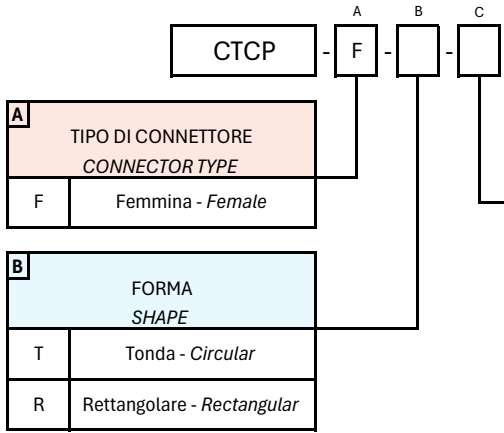 A B C
CTCP - F - -
A
TIPO DI CONNETTORE
CONNECTOR TYPE
F Femmina - Female
B
FORMA
SHAPE
T Tonda - Circular
R Rettangolare - Rectangular